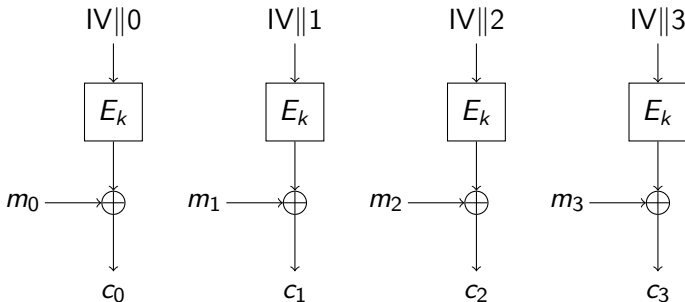 IV‖0 IV‖1 IV‖2 IV‖3
E_k E_k E_k E_k
m_0 m_1 m_2 m_3
c_0 c_1 c_2 c_3